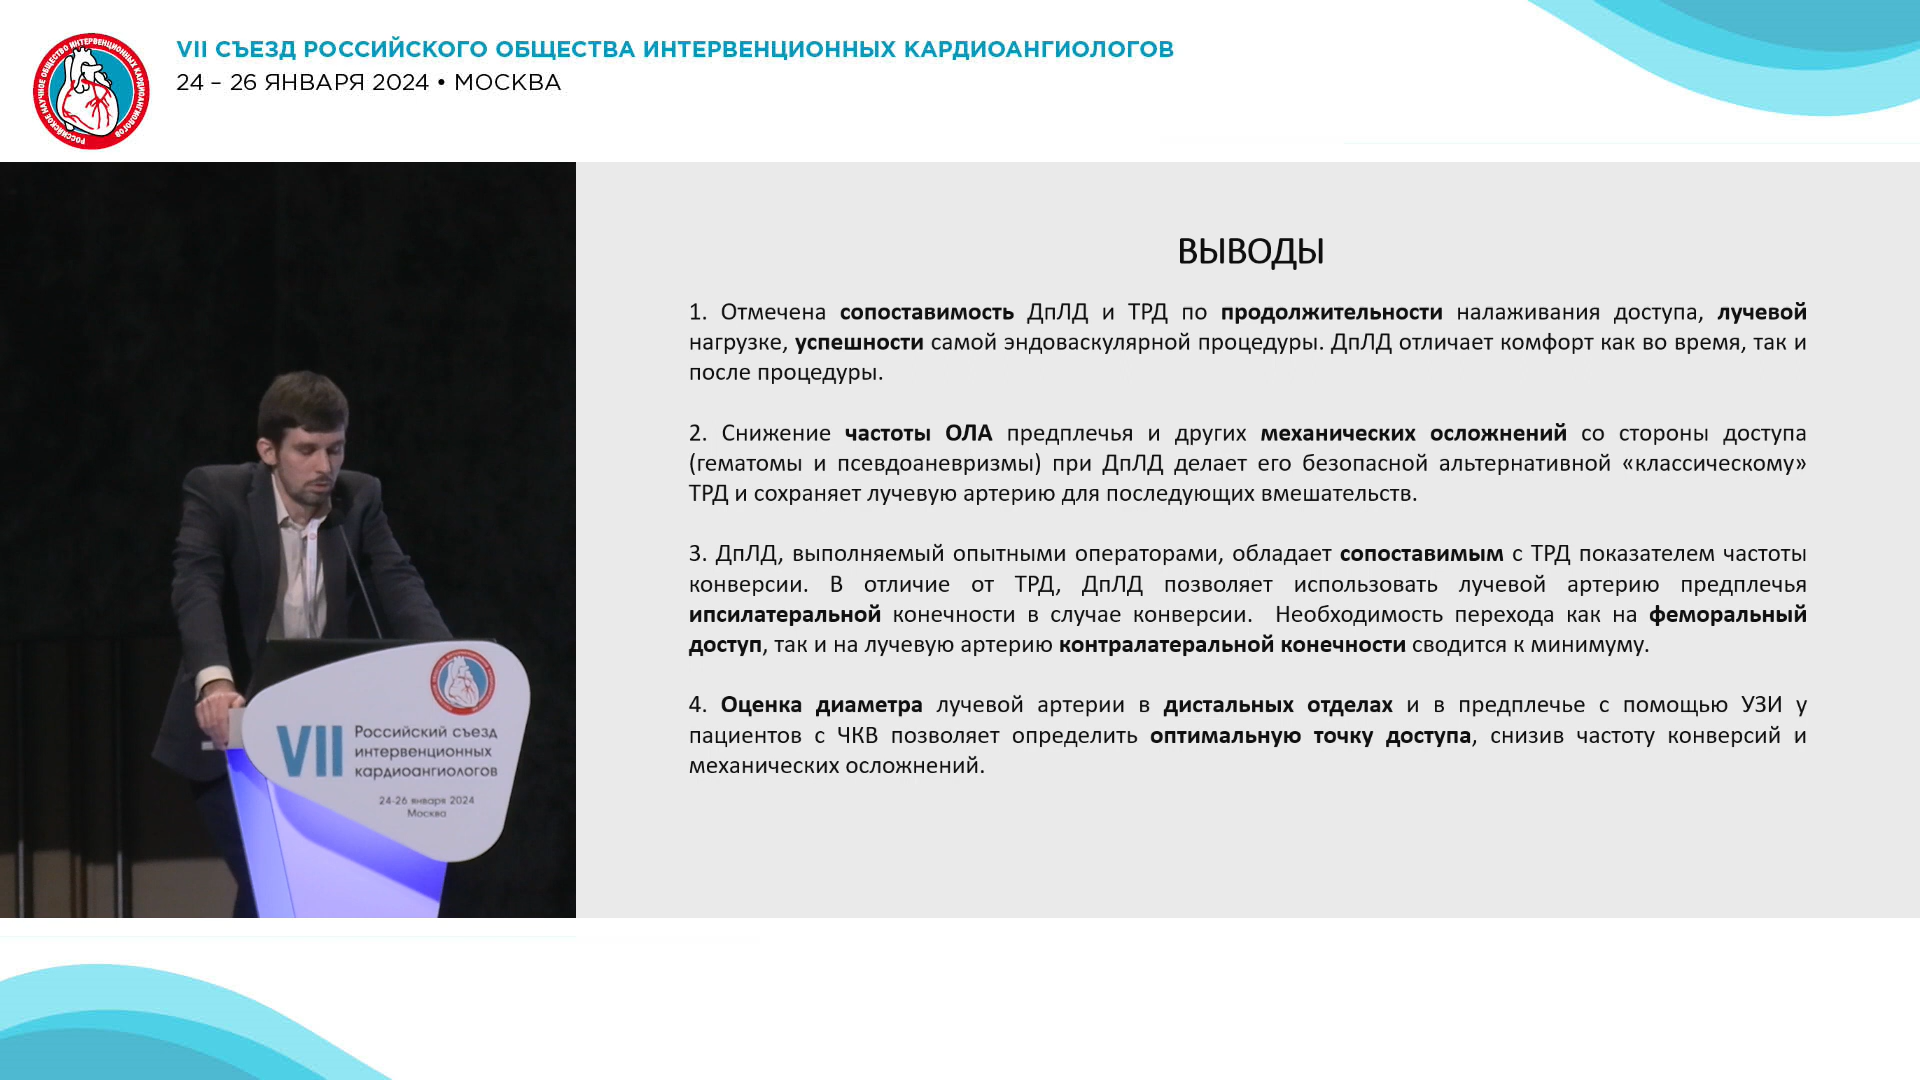 VII СЪЕЗД РОССИЙСКОГО ОБЩЕСТВА ИНТЕРВЕНЦИОННЫХ КАРДИОАНГИОЛОГОВ
24 – 26 ЯНВАРЯ 2024 • МОСКВА
РОССИЙСКОЕ НАУЧНОЕ ОБЩЕСТВО ИНТЕРВЕНЦИОННЫХ КАРДИОАНГИОЛОГОВ
ВЫВОДЫ
1. Отмечена сопоставимость ДпЛД и ТРД по продолжительности налаживания доступа, лучевой
нагрузке, успешности самой эндоваскулярной процедуры. ДпЛД отличает комфорт как во время, так и
после процедуры.
2. Снижение частоты ОЛА предплечья и других механических осложнений со стороны доступа
(гематомы и псевдоаневризмы) при ДпЛД делает его безопасной альтернативной «классическому»
ТРД и сохраняет лучевую артерию для последующих вмешательств.
3. ДпЛД, выполняемый опытными операторами, обладает сопоставимым с ТРД показателем частоты
конверсии. В отличие от ТРД, ДпЛД позволяет использовать лучевой артерию предплечья
ипсилатеральной конечности в случае конверсии. Необходимость перехода как на феморальный
доступ, так и на лучевую артерию контралатеральной конечности сводится к минимуму.
4. Оценка диаметра лучевой артерии в дистальных отделах и в предплечье с помощью УЗИ у
пациентов с ЧКВ позволяет определить оптимальную точку доступа, снизив частоту конверсий и
механических осложнений.
VII
Российский съезд
интервенционных
кардиоангиологов
24-26 января 2024
Москва